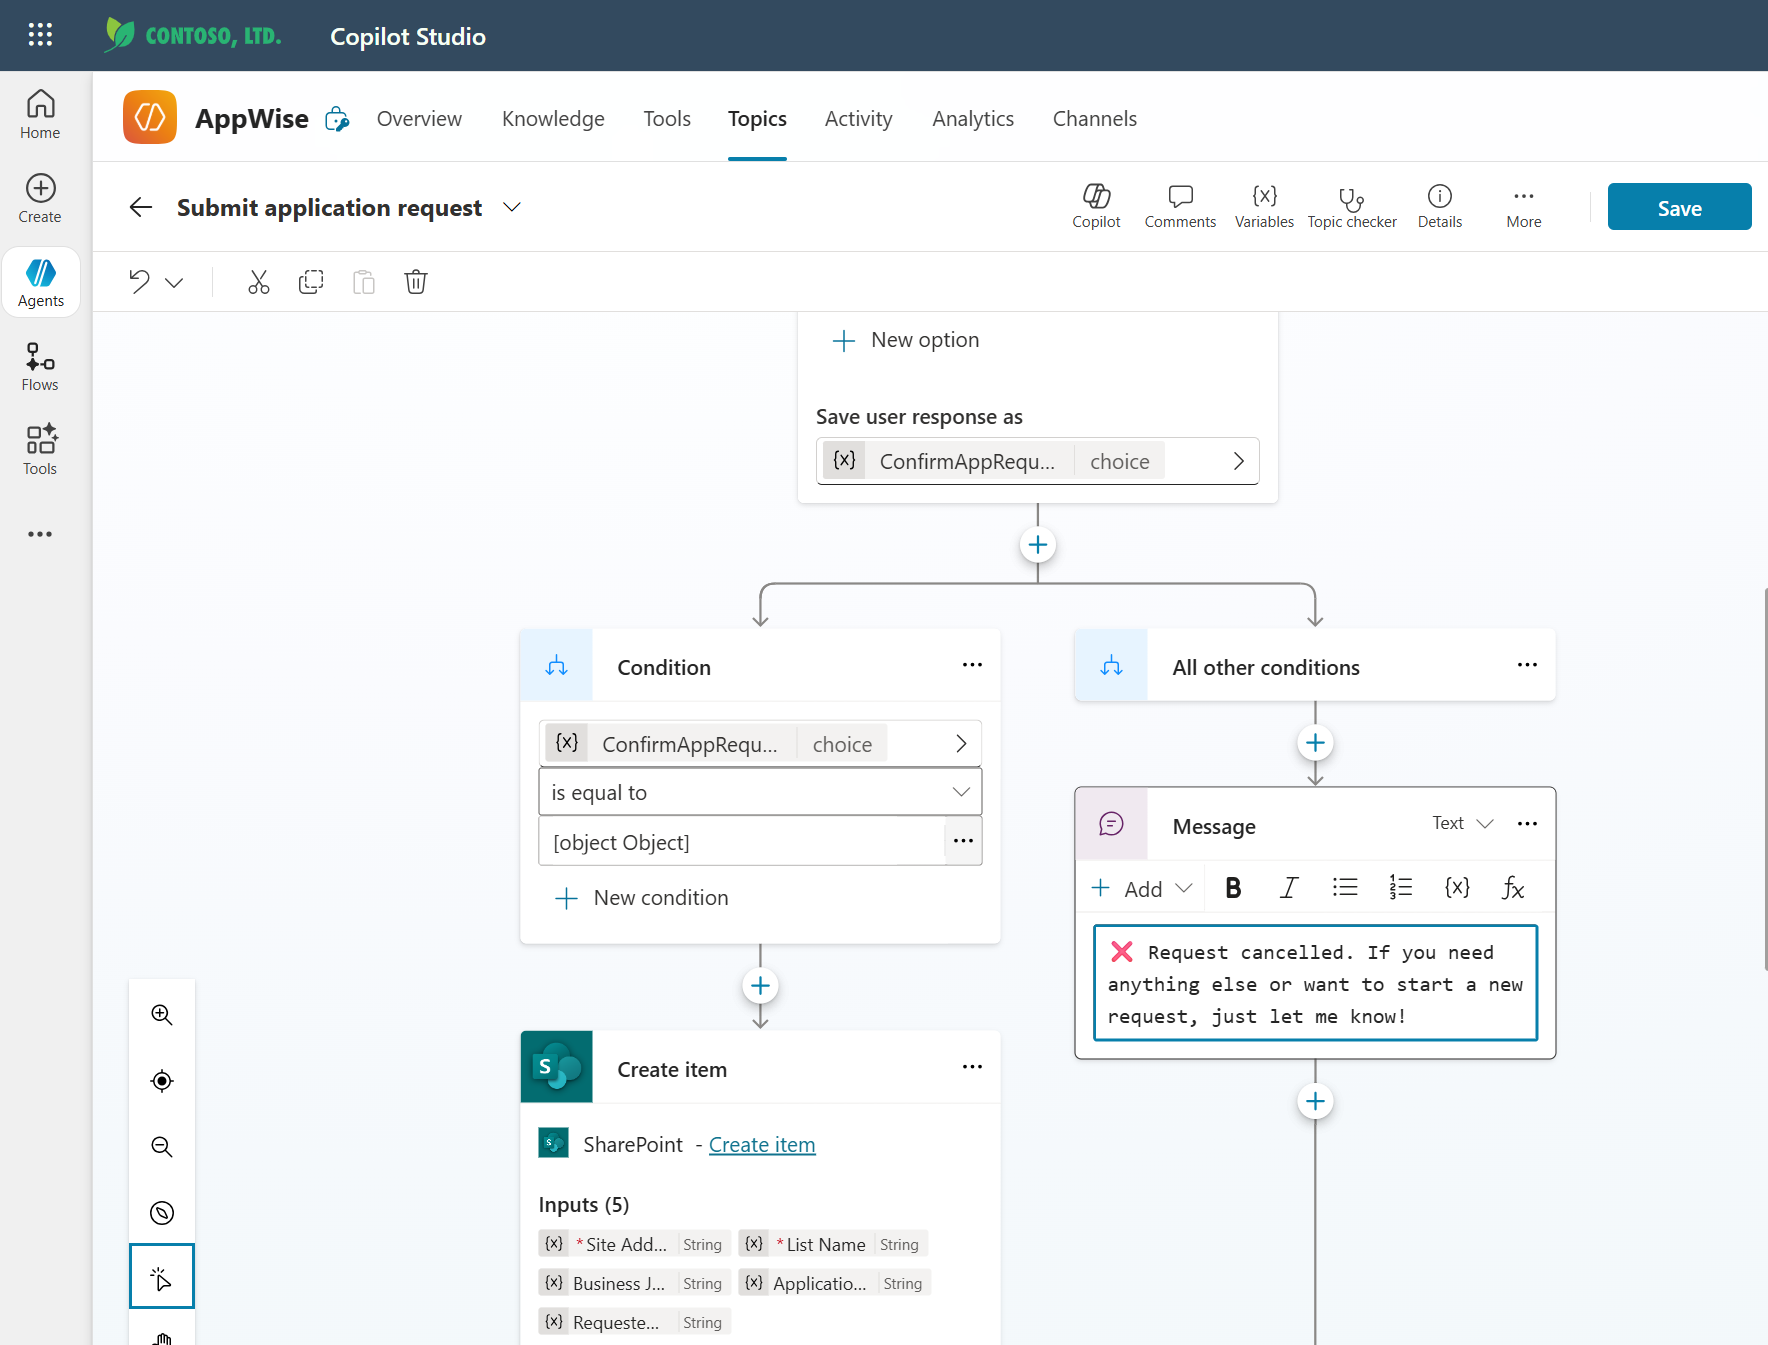 CONTOSO, LTD.
Copilot Studio
Home
Create
Agents
Flows
Tools
AppWise
Overview
Knowledge
Tools
Topics
Activity
Analytics
Channels
Submit application request
Copilot
Comments
{x}
Variables
Topic checker
Details
More
Save
New option
Save user response as
{x} ConfirmAppRequ... choice
Condition
{x} ConfirmAppRequ... choice
is equal to
[object Object]
New condition
All other conditions
Message
Text
Add
B
I
{x}
fx
❌ Request cancelled. If you need
anything else or want to start a new
request, just let me know!
S
Create item
SharePoint - Create item
Inputs (5)
{x} *Site Add... String {x} *List Name String
{x} Business J... String {x} Applicatio... String
{x} Requeste... String